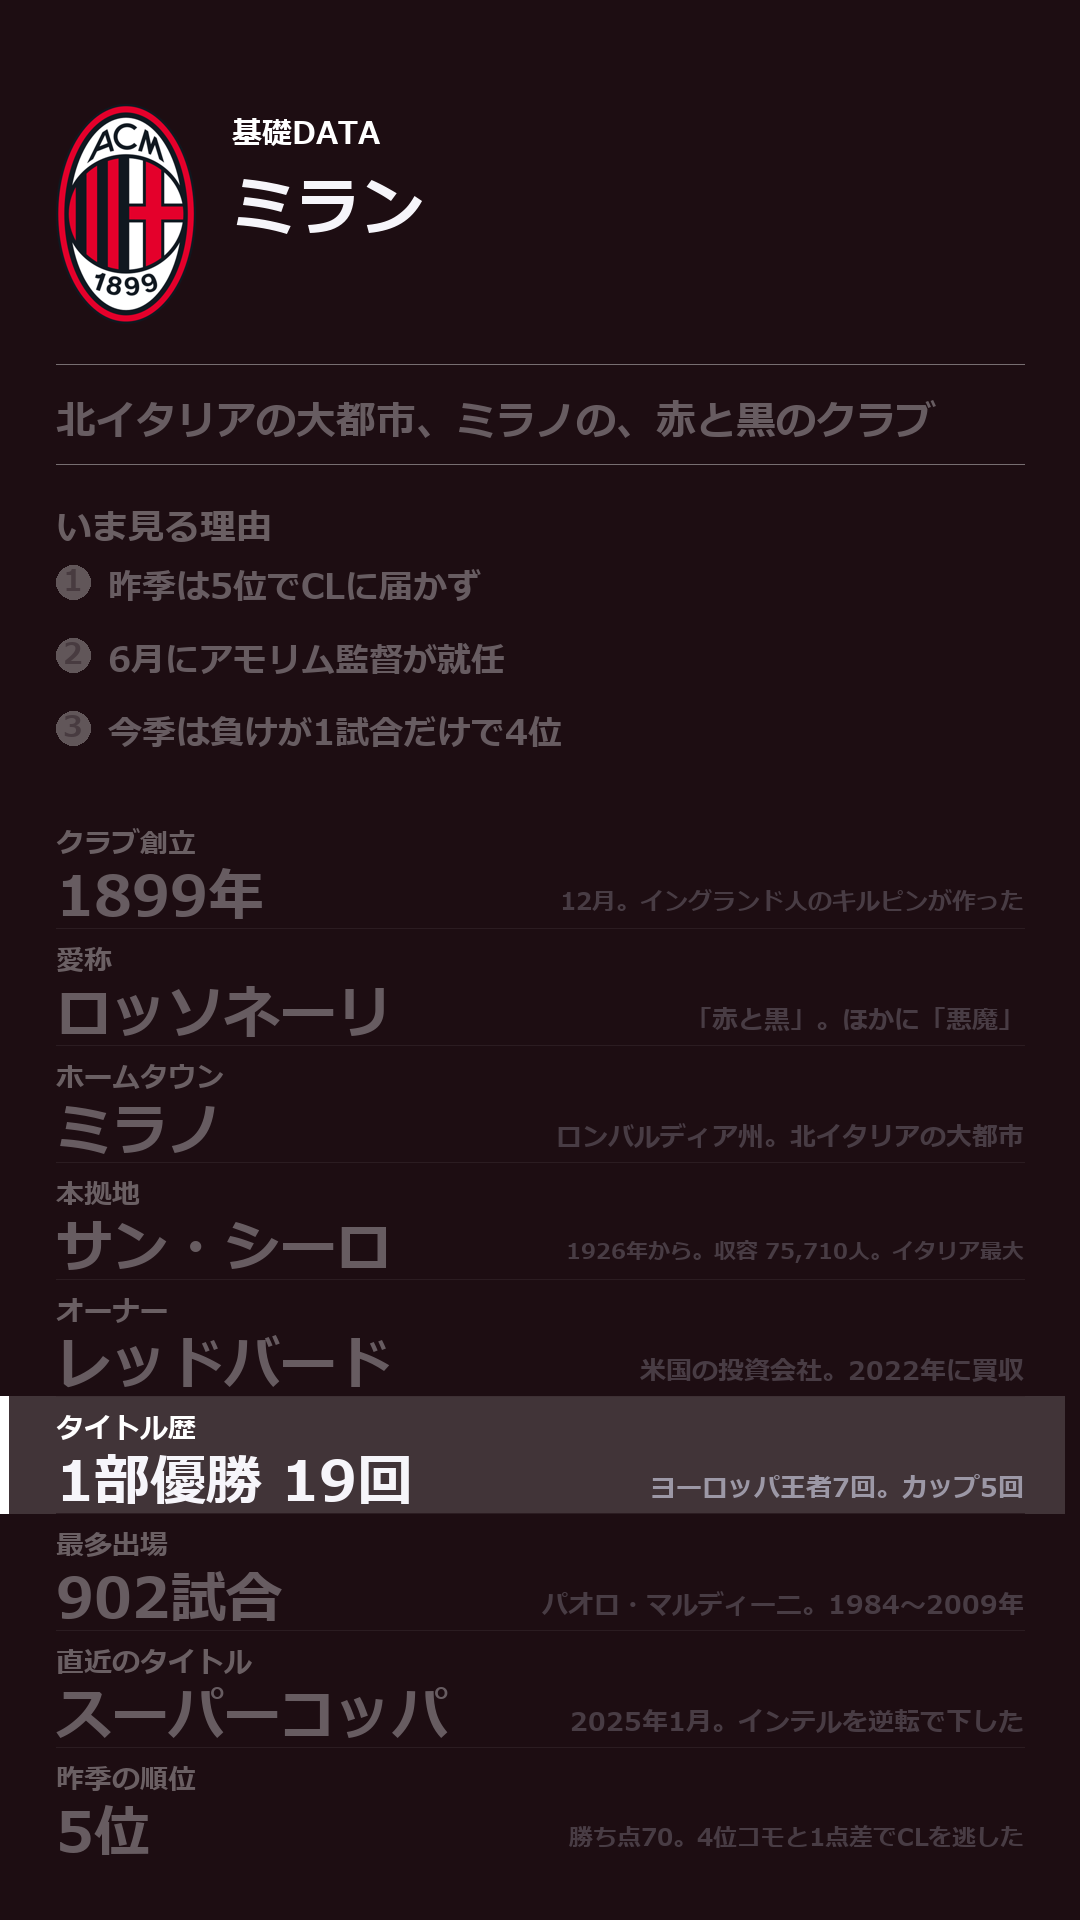 ACM
1899
基礎DATA
ミラン
北イタリアの大都市、ミラノの、赤と黒のクラブ
いま見る理由
1 昨季は5位でCLに届かず
2 6月にアモリム監督が就任
3 今季は負けが1試合だけで4位
クラブ創立
1899年 12月。イングランド人のキルピンが作った
愛称
ロッソネーリ 「赤と黒」。ほかに「悪魔」
ホームタウン
ミラノ ロンバルディア州。北イタリアの大都市
本拠地
サン・シーロ 1926年から。収容 75,710人。イタリア最大
オーナー
レッドバード 米国の投資会社。2022年に買収
タイトル歴
1部優勝 19回 ヨーロッパ王者7回。カップ5回
最多出場
902試合 パオロ・マルディーニ。1984〜2009年
直近のタイトル
スーパーコッパ 2025年1月。インテルを逆転で下した
昨季の順位
5位 勝ち点70。4位コモと1点差でCLを逃した